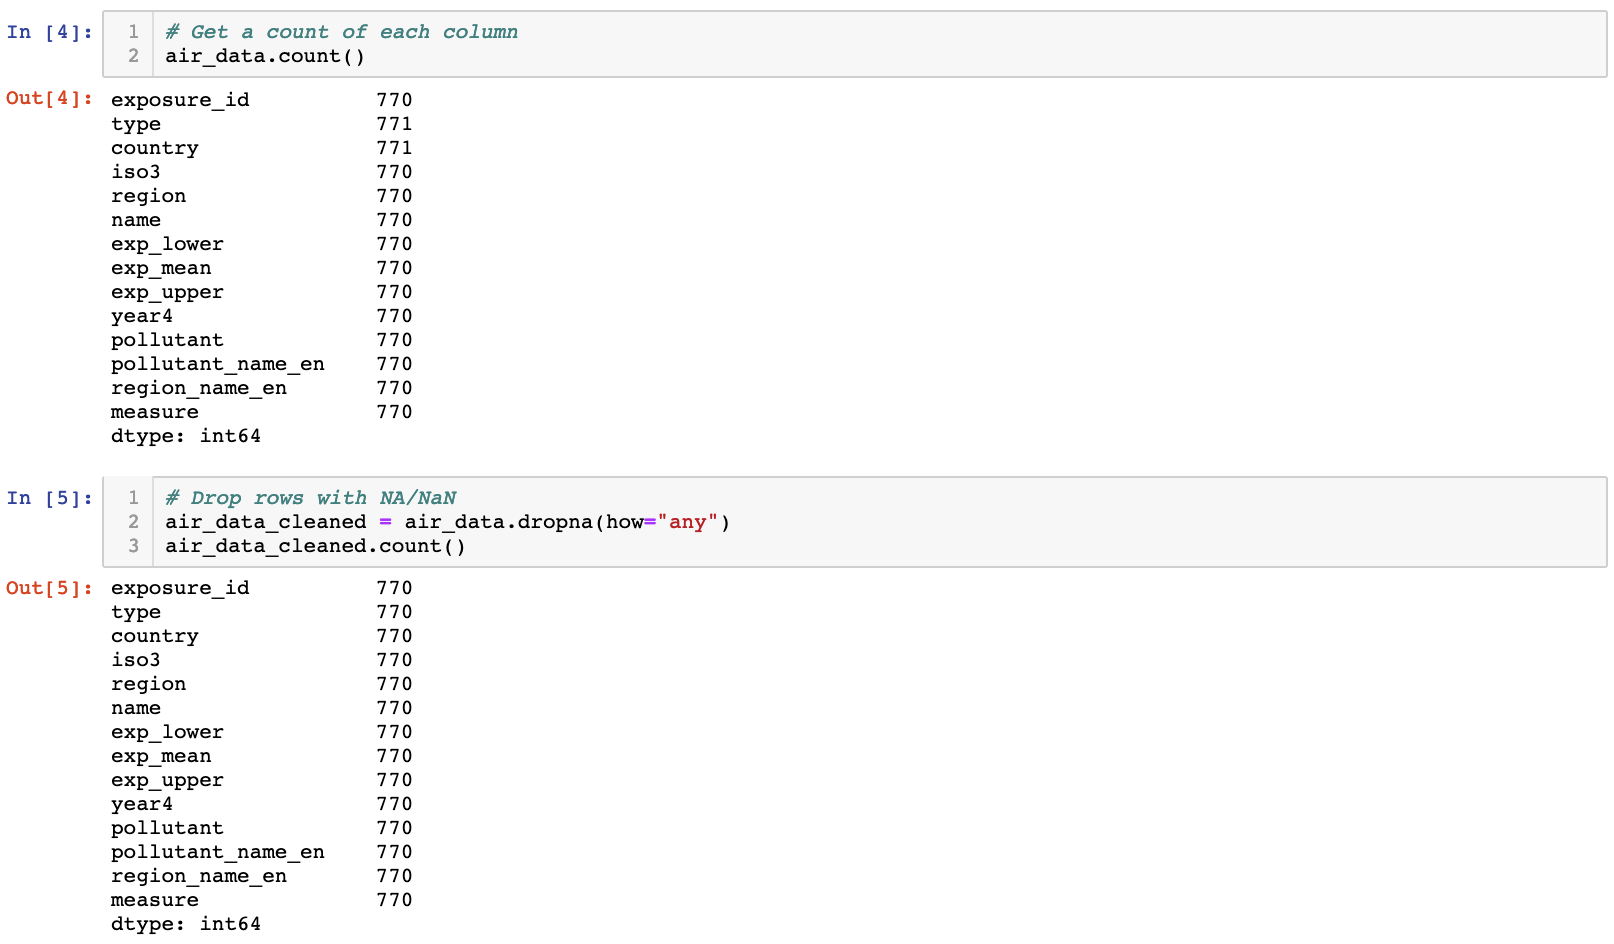 In [4]:
1 # Get a count of each column
2 air_data.count()
Out[4]:
exposure_id 770
type 771
country 771
iso3 770
region 770
name 770
exp_lower 770
exp_mean 770
exp_upper 770
year4 770
pollutant 770
pollutant_name_en 770
region_name_en 770
measure 770
dtype: int64
In [5]:
1 # Drop rows with NA/NaN
2 air_data_cleaned = air_data.dropna(how="any")
3 air_data_cleaned.count()
Out[5]:
exposure_id 770
type 770
country 770
iso3 770
region 770
name 770
exp_lower 770
exp_mean 770
exp_upper 770
year4 770
pollutant 770
pollutant_name_en 770
region_name_en 770
measure 770
dtype: int64